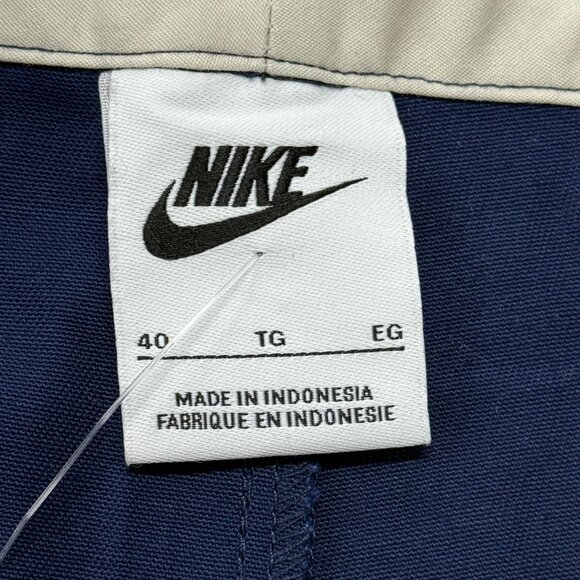 NIKE
40 TG EG
MADE IN INDONESIA
FABRIQUE EN INDONESIE